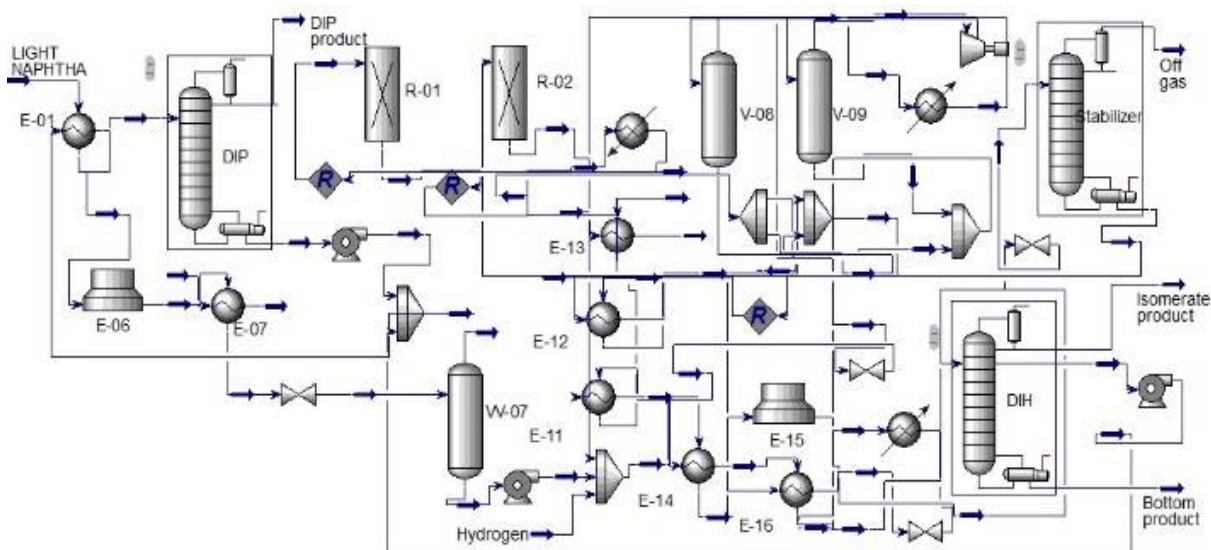 DIP
product
LIGHT
NAPHTHA
R-01
R-02
Off
gas
E-01
V-08
V-09
Stabilizer
DIP
R
R
E-13
E-06
E-07
E-12
R
Isomerate
product
VV-07
E-11
E-15
DIH
E-14
E-16
Hydrogen
Bottom
product